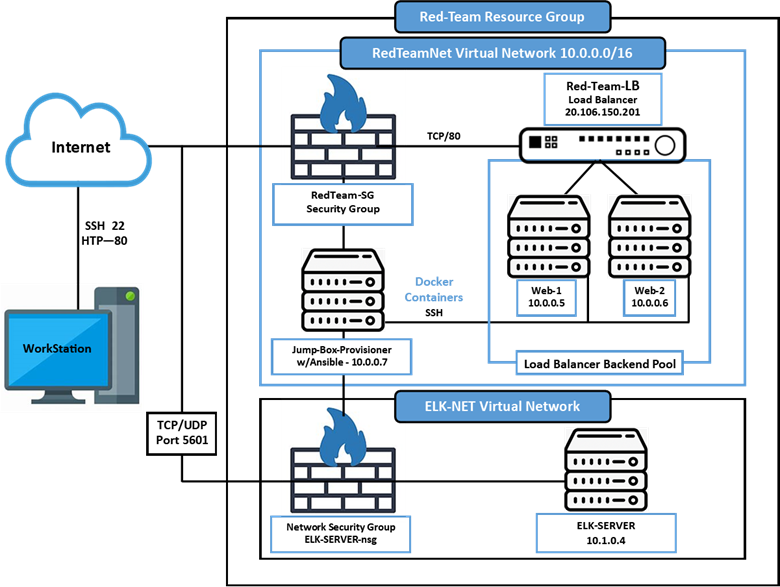 Red-Team Resource Group
RedTeamNet Virtual Network 10.0.0.0/16
Red-Team-LB
Load Balancer
20.106.150.201
Internet
TCP/80
RedTeam-SG
Security Group
SSH 22
HTP—80
Docker
Containers
SSH
Web-1
10.0.0.5
Web-2
10.0.0.6
WorkStation
Jump-Box-Provisioner
w/Ansible - 10.0.0.7
Load Balancer Backend Pool
ELK-NET Virtual Network
TCP/UDP
Port 5601
Network Security Group
ELK-SERVER-nsg
ELK-SERVER
10.1.0.4